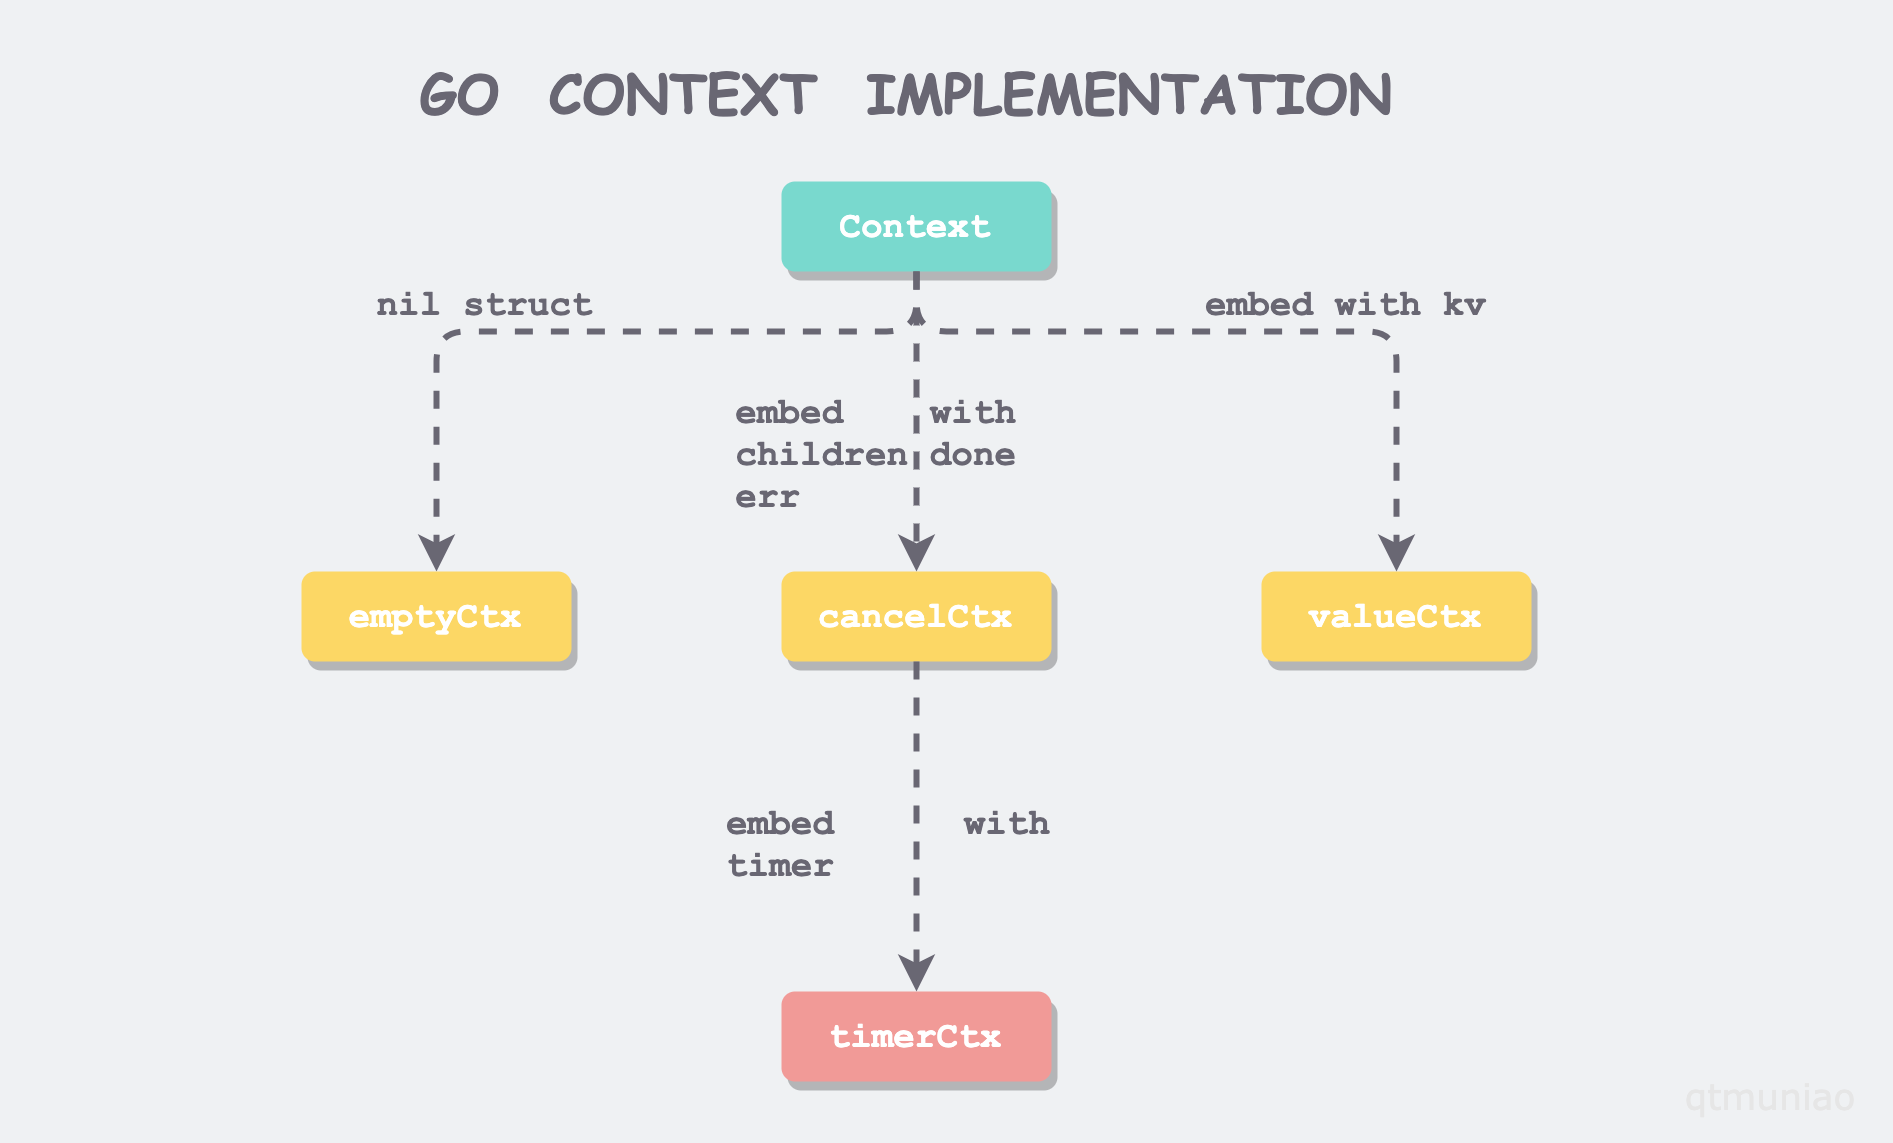 GO CONTEXT IMPLEMENTATION
Context
nil struct
embed with kv
embed with
children done
err
emptyCtx
cancelCtx
valueCtx
embed with
timer
timerCtx
qtmuniao